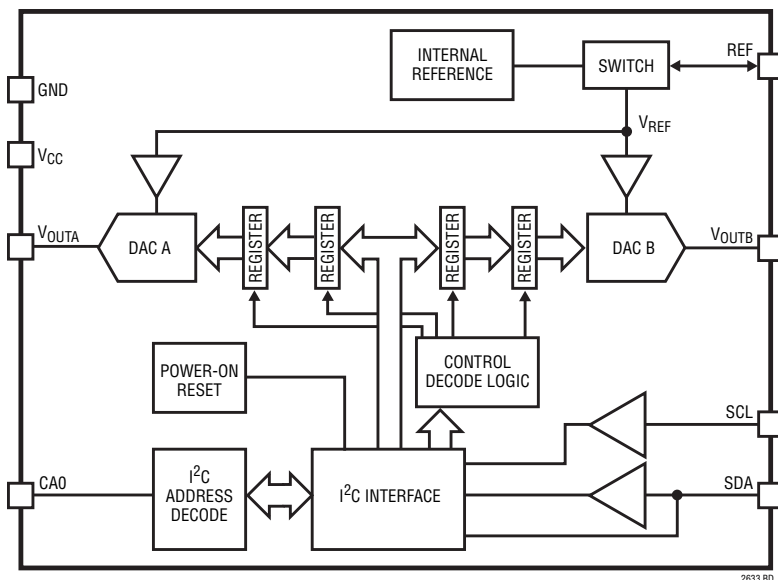 INTERNAL
REFERENCE
SWITCH
REF
GND
VREF
VCC
REGISTER
REGISTER
REGISTER
REGISTER
VOUTA
DAC A
DAC B
VOUTB
POWER-ON
RESET
CONTROL
DECODE LOGIC
SCL
CA0
I²C
ADDRESS
DECODE
I²C INTERFACE
SDA
2633 BD